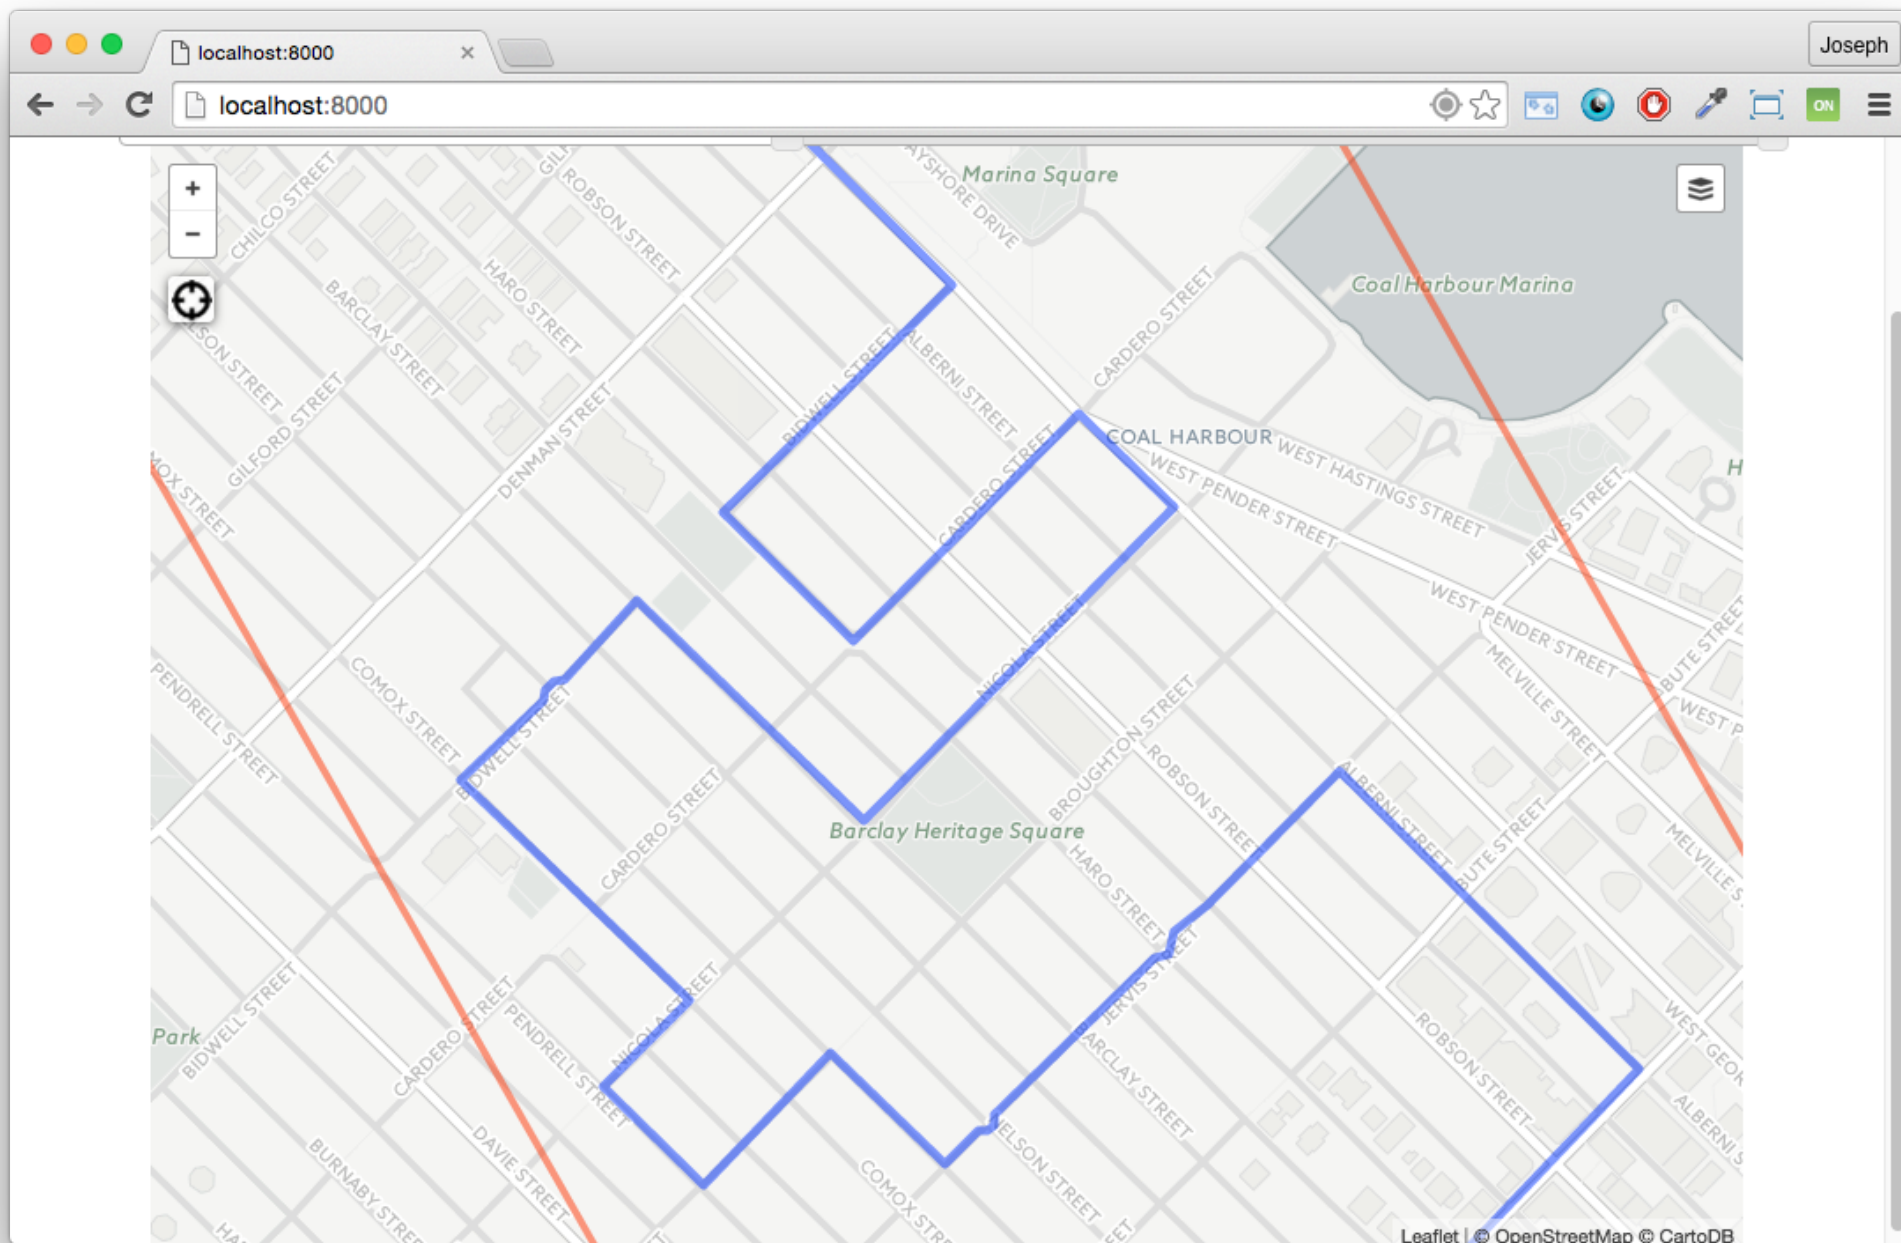 localhost:8000
Joseph
localhost:8000
ON
+
−
CHILCO STREET
ROBSON STREET
Marina Square
HARO STREET
BARCLAY STREET
Coal Harbour Marina
CARDERO STREET
GILFORD STREET
DENMAN STREET
BIDWELL STREET
ALBERNI STREET
CARDERO STREET
COAL HARBOUR
WEST HASTINGS STREET
WEST PENDER STREET
JERVIS STREET
WEST PENDER STREET
BUTE STREET
MELVILLE STREET
PENDRELL STREET
COMOX STREET
BIDWELL STREET
NICOLA STREET
BROUGHTON STREET
ROBSON STREET
CARDERO STREET
Barclay Heritage Square
HARO STREET
ALBERNI STREET
BUTE STREET
JERVIS STREET
NICOLA STREET
Park
BIDWELL STREET
CARDERO STREET
PENDRELL STREET
BARCLAY STREET
ROBSON STREET
DAVIE STREET
NELSON STREET
Leaflet | © OpenStreetMap © CartoDB